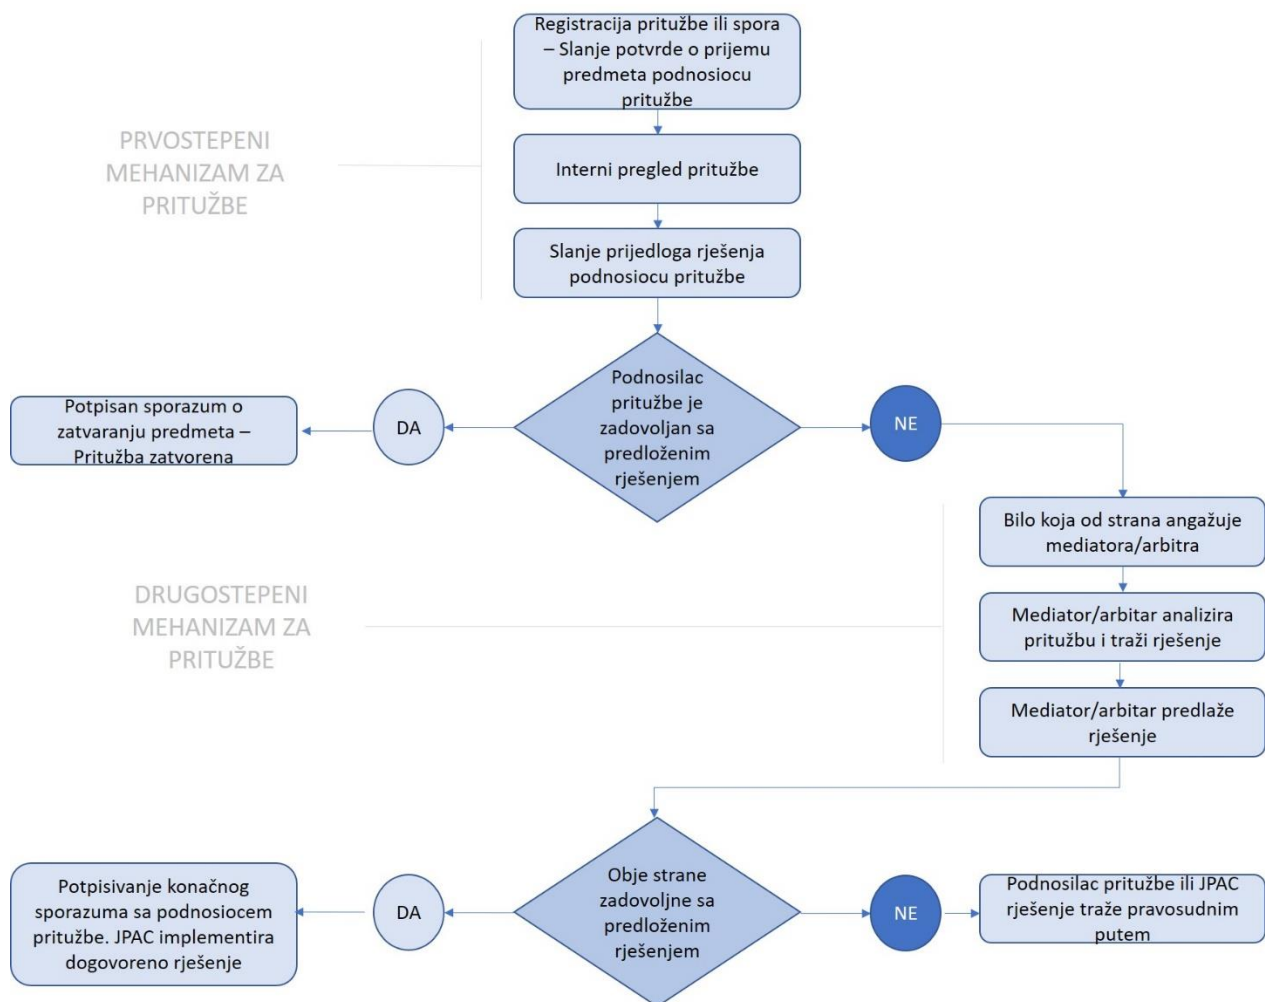 Registracija pritužbe ili spora
– Slanje potvrde o prijemu
predmeta podnosiocu
pritužbe
PRVOSTEPENI
MEHANIZAM ZA
PRITUŽBE
Interni pregled pritužbe
Slanje prijedloga rješenja
podnosiocu pritužbe
Potpisan sporazum o
zatvaranju predmeta –
Pritužba zatvorena
DA
Podnosilac
pritužbe je
zadovoljan sa
predloženim
rješenjem
NE
Bilo koja od strana angažuje
mediatora/arbitra
DRUGOSTEPENI
MEHANIZAM ZA
PRITUŽBE
Mediator/arbitar analizira
pritužbu i traži rješenje
Mediator/arbitar predlaže
rješenje
Potpisivanje konačnog
sporazuma sa podnosiocem
pritužbe. JPAC implementira
dogovoreno rješenje
DA
Obje strane
zadovoljne sa
predloženim
rješenjem
NE
Podnosilac pritužbe ili JPAC
rješenje traže pravosudnim
putem